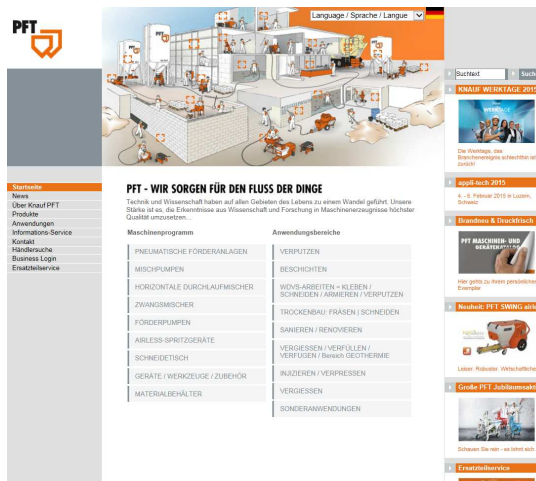 PFT
Language / Sprache / Langue
Suchtext
KNAUF WERKTAGE 2015
WERKTAGE
Die Werktage, das
Branchenereignis schlechthin ist
zurück!
Startseite
News
Über Knauf PFT
Produkte
Anwendungen
Informations-Service
Kontakt
Händlersuche
Business Login
Ersatzteilservice
PFT - WIR SORGEN FÜR DEN FLUSS DER DINGE
Technik und Wissenschaft haben auf allen Gebieten des Lebens zu einem Wandel geführt. Unsere
Stärke ist es, die Erkenntnisse aus Wissenschaft und Forschung in Maschinenerzeugnisse höchster
Qualität umzusetzen...
Maschinenprogramm
PNEUMATISCHE FÖRDERANLAGEN
MISCHPUMPEN
HORIZONTALE DURCHLAUFMISCHER
ZWANGSMISCHER
FÖRDERPUMPEN
AIRLESS-SPRITZGERÄTE
SCHNEIDETISCH
GERÄTE / WERKZEUGE / ZUBEHÖR
MATERIALBEHÄLTER
Anwendungsbereiche
VERPUTZEN
BESCHICHTEN
WDVS-ARBEITEN = KLEBEN /
SCHNEIDEN / ARMIEREN / VERPUTZEN
TROCKENBAU: FRÄSEN | SCHNEIDEN
SANIEREN / RENOVIEREN
VERGIESSEN / VERFÜLLEN /
VERFUGEN / Bereich GEOTHERMIE
INJIZIEREN / VERPRESSEN
VERGIESSEN
SONDERANWENDUNGEN
appli-tech 2015
4. - 6. Februar 2015 in Luzern,
Schweiz
Brandneu & Druckfrisch
PFT MASCHINEN- UND
Hier gehts zu Ihrem persönlichen
Exemplar
Neuheit: PFT SWING airle
Leiser. Robuster. Wirtschaftlicher
Große PFT Jubiläumsakti
Schauen Sie rein - es lohnt sich
Ersatzteilservice